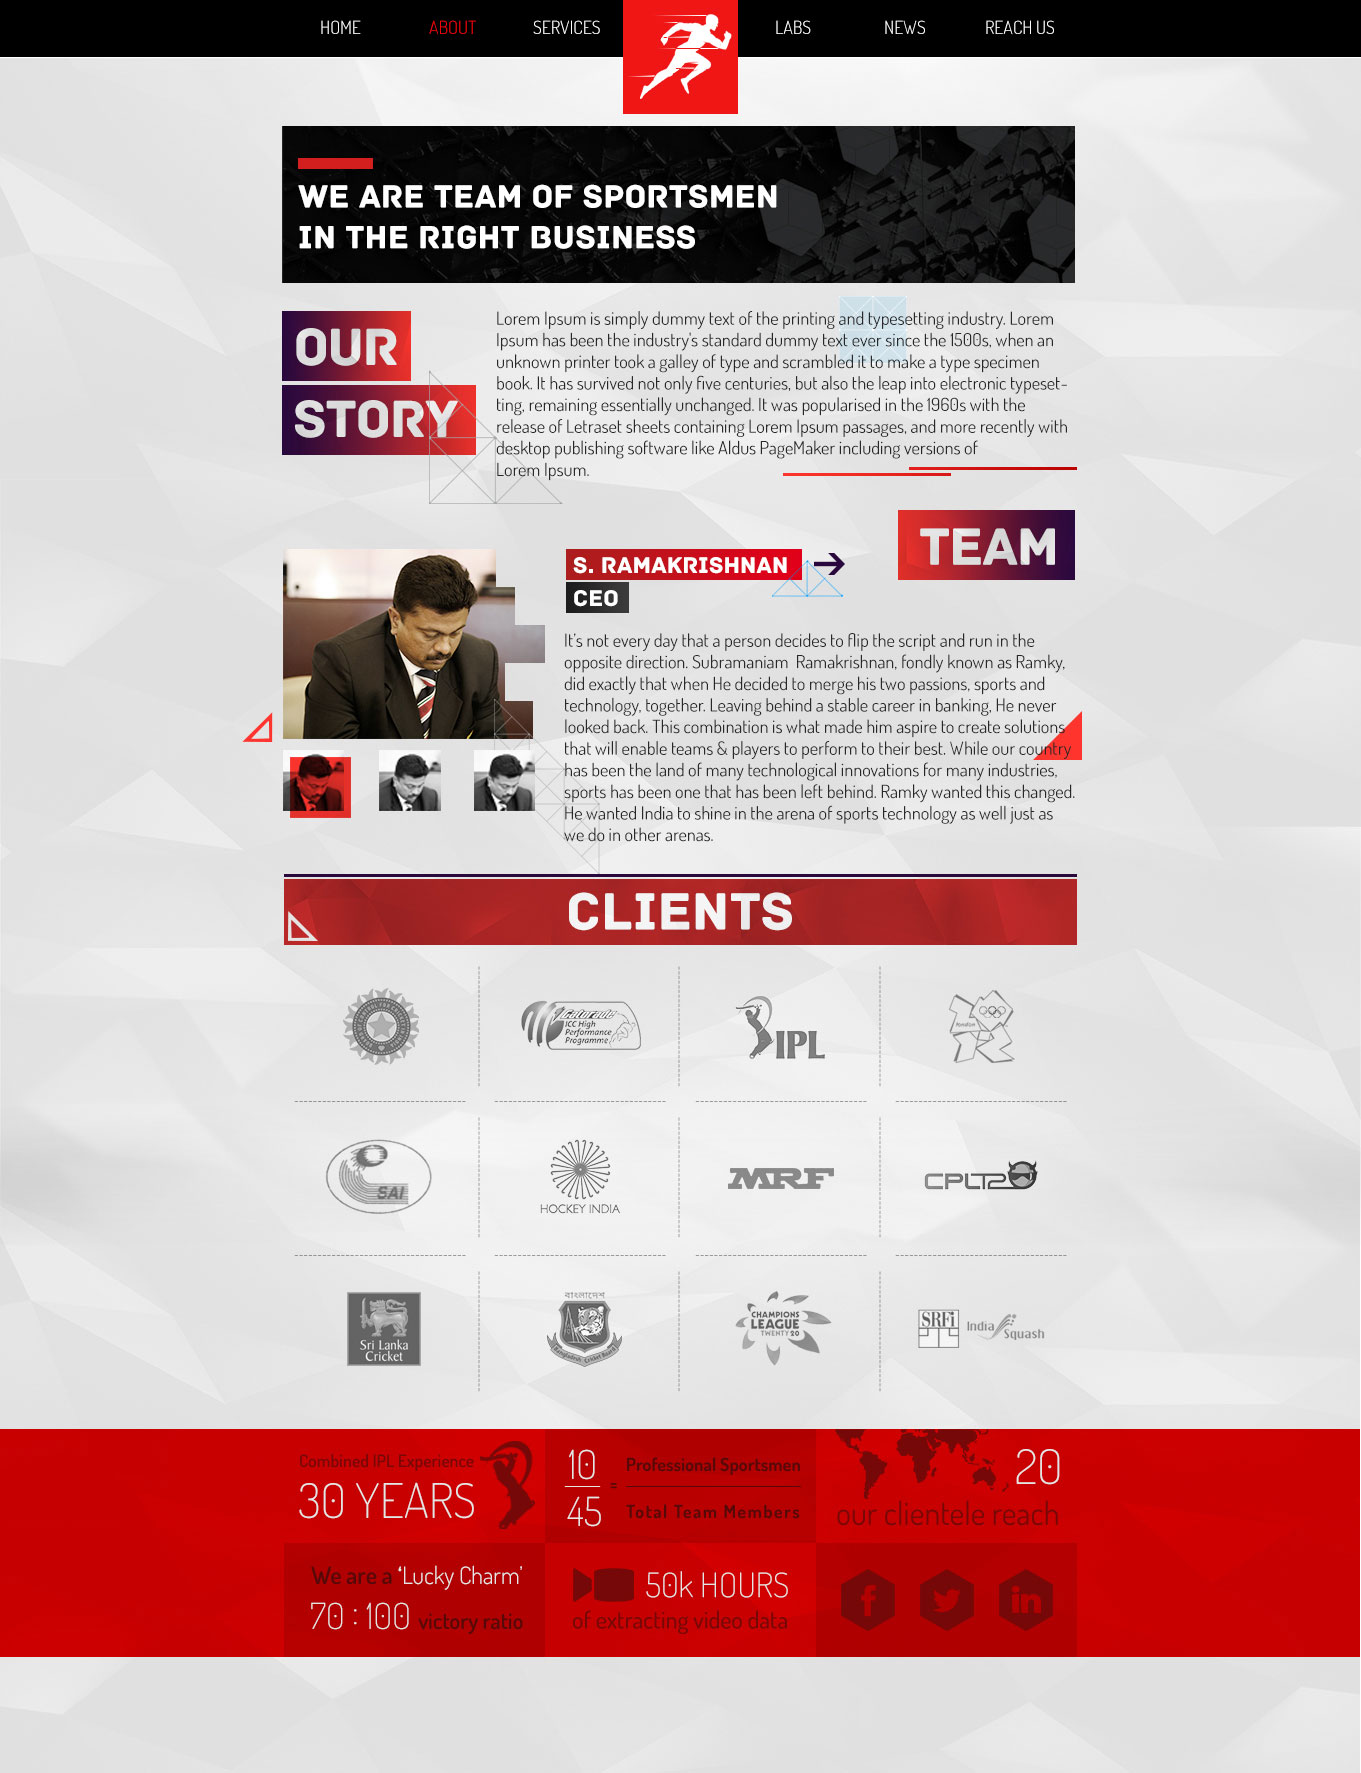 HOME ABOUT SERVICES LABS NEWS REACH US
WE ARE TEAM OF SPORTSMEN
IN THE RIGHT BUSINESS
OUR
STORY
Lorem Ipsum is simply dummy text of the printing and typesetting industry. Lorem
Ipsum has been the industry's standard dummy text ever since the 1500s, when an
unknown printer took a galley of type and scrambled it to make a type specimen
book. It has survived not only five centuries, but also the leap into electronic typeset-
ting, remaining essentially unchanged. It was popularised in the 1960s with the
release of Letraset sheets containing Lorem Ipsum passages, and more recently with
desktop publishing software like Aldus PageMaker including versions of
Lorem Ipsum.
TEAM
S. RAMAKRISHNAN
CEO
It's not every day that a person decides to flip the script and run in the
opposite direction. Subramaniam Ramakrishnan, fondly known as Ramky,
did exactly that when He decided to merge his two passions, sports and
technology, together. Leaving behind a stable career in banking, He never
looked back. This combination is what made him aspire to create solutions
that will enable teams & players to perform to their best. While our country
has been the land of many technological innovations for many industries,
sports has been one that has been left behind. Ramky wanted this changed.
He wanted India to shine in the arena of sports technology as well just as
we do in other arenas.
CLIENTS
Gatorade
ICC High
Performance
Programme
IPL
london
SAI
HOCKEY INDIA
MRF
CPLT20
Sri Lanka
Cricket
বাংলাদেশ
Bangladesh Cricket Board
CHAMPIONS
LEAGUE
TWENTY20
SRFI
India
Squash
Combined IPL Experience
30 YEARS
10
45
=
Professional Sportsmen
Total Team Members
20
our clientele reach
We are a 'Lucky Charm'
70 : 100 victory ratio
50k HOURS
of extracting video data
f
in